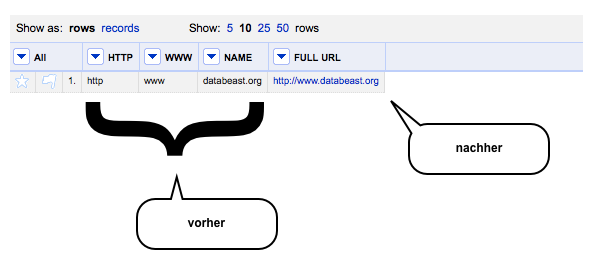 Show as: rows records Show: 5 10 25 50 rows
All HTTP WWW NAME FULL URL
1. http www databeast.org http://www.databeast.org
nachher
vorher